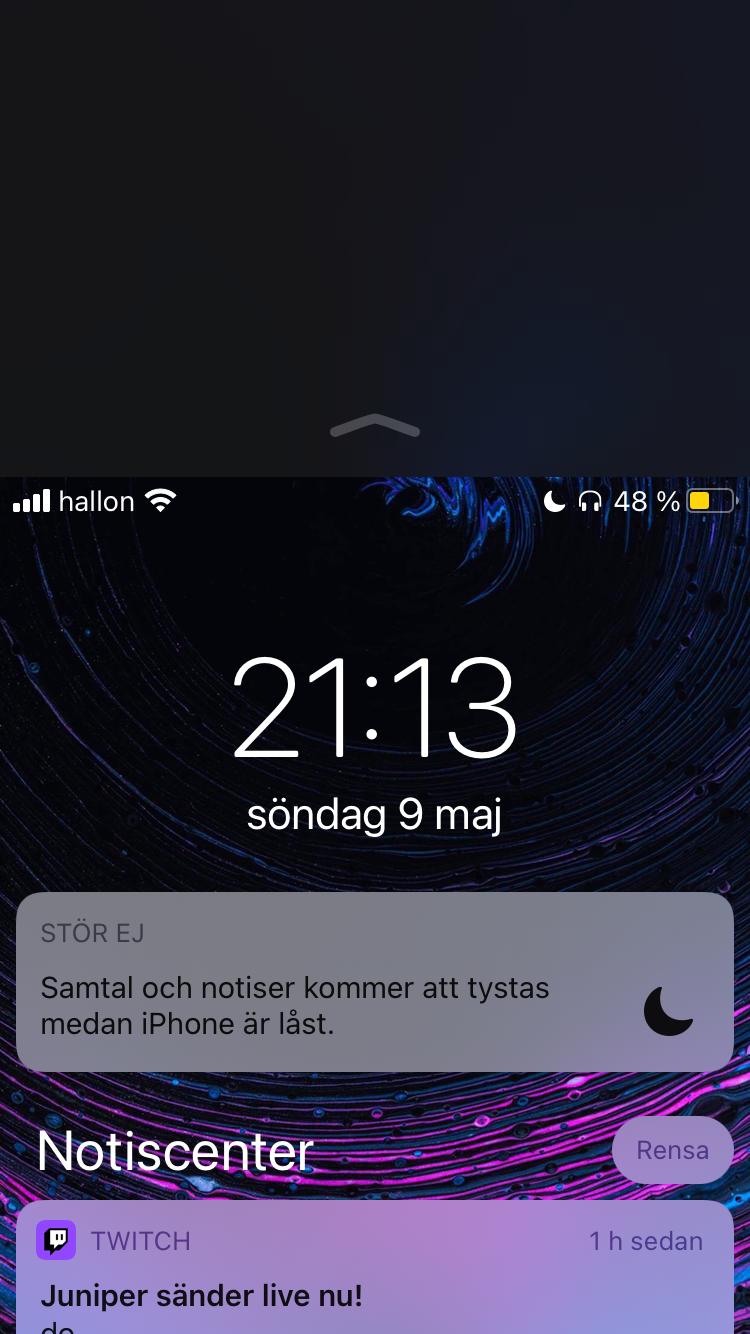 hallon 48 %
21:13
söndag 9 maj
STÖR EJ
Samtal och notiser kommer att tystas
medan iPhone är låst.
Notiscenter Rensa
TWITCH 1 h sedan
Juniper sänder live nu!